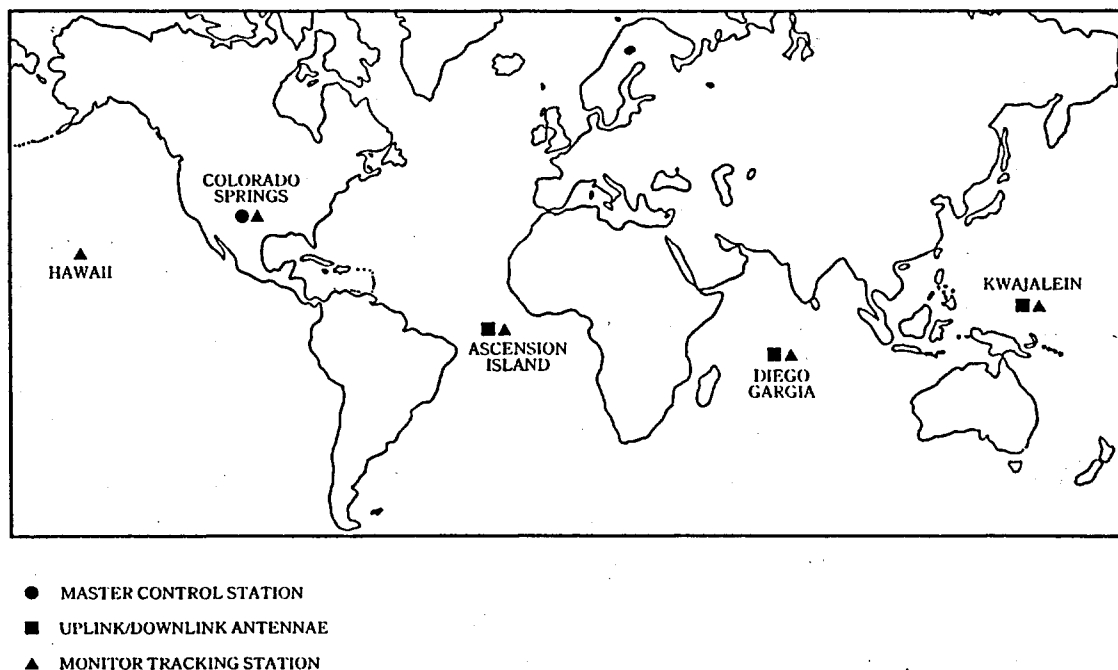 COLORADO
SPRINGS
HAWAII
ASCENSION
ISLAND
DIEGO
GARGIA
KWAJALEIN
MASTER CONTROL STATION
UPLINK/DOWNLINK ANTENNAE
MONITOR TRACKING STATION